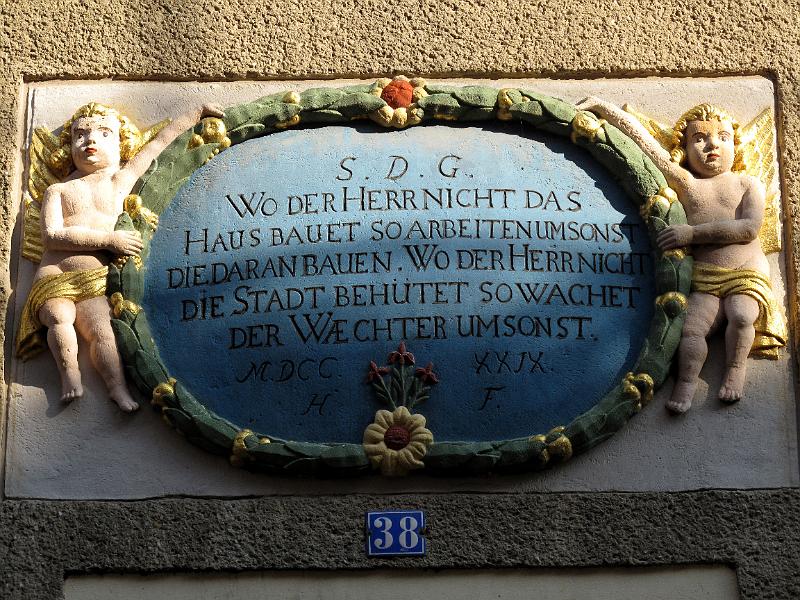 S. D. G.
WO DER HERR NICHT DAS
HAUS BAUET SO ARBEITEN UMSONST
DIE DARAN BAUEN. WO DER HERR NICHT
DIE STADT BEHÜTET SO WACHET
DER WÆCHTER UMSONST.
MDCC. XXIX.
H F.
38